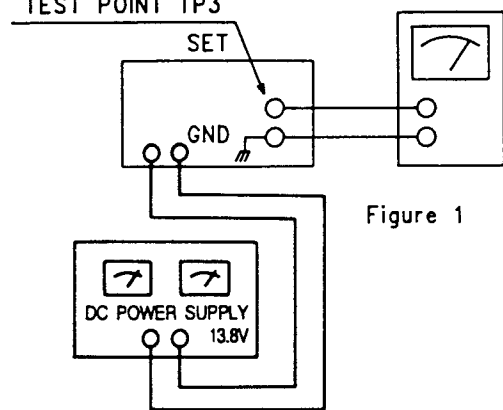 TEST POINT TP3
SET
GND
Figure 1
DC POWER SUPPLY
13.8V